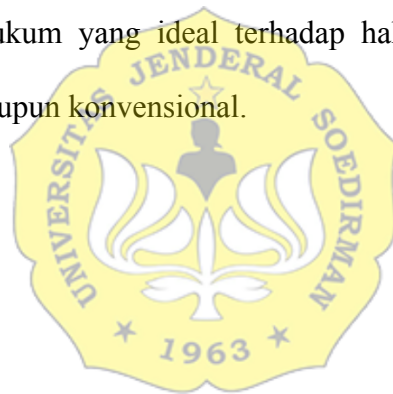 ukum yang ideal terhadap hal
upun konvensional.
UNIVERSITAS JENDERAL SOEDIRMAN
★ 1963 ★